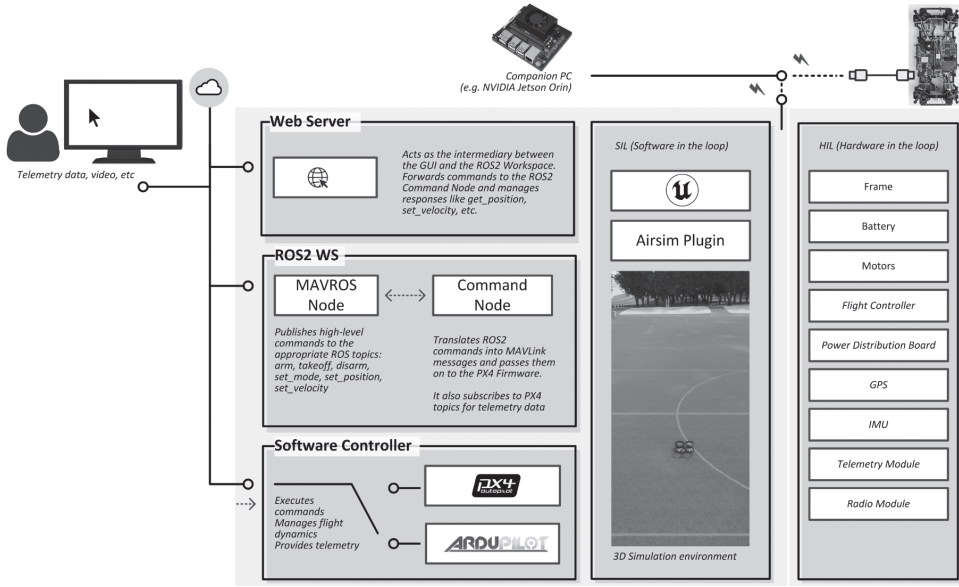 Companion PC
(e.g. NVIDIA Jetson Orin)
Telemetry data, video, etc
Web Server
Acts as the intermediary between
the GUI and the ROS2 Workspace.
Forwards commands to the ROS2
Command Node and manages
responses like get_position,
set_velocity, etc.
ROS2 WS
MAVROS
Node
Command
Node
Publishes high-level
commands to the
appropriate ROS topics:
arm, takeoff, disarm,
set_mode, set_position,
set_velocity
Translates ROS2
commands into MAVLink
messages and passes them
on to the PX4 Firmware.
It also subscribes to PX4
topics for telemetry data
Software Controller
Executes
commands
Manages flight
dynamics
Provides telemetry
px4
autopilot
ARDUPILOT
SIL (Software in the loop)
u
Airsim Plugin
3D Simulation environment
HIL (Hardware in the loop)
Frame
Battery
Motors
Flight Controller
Power Distribution Board
GPS
IMU
Telemetry Module
Radio Module